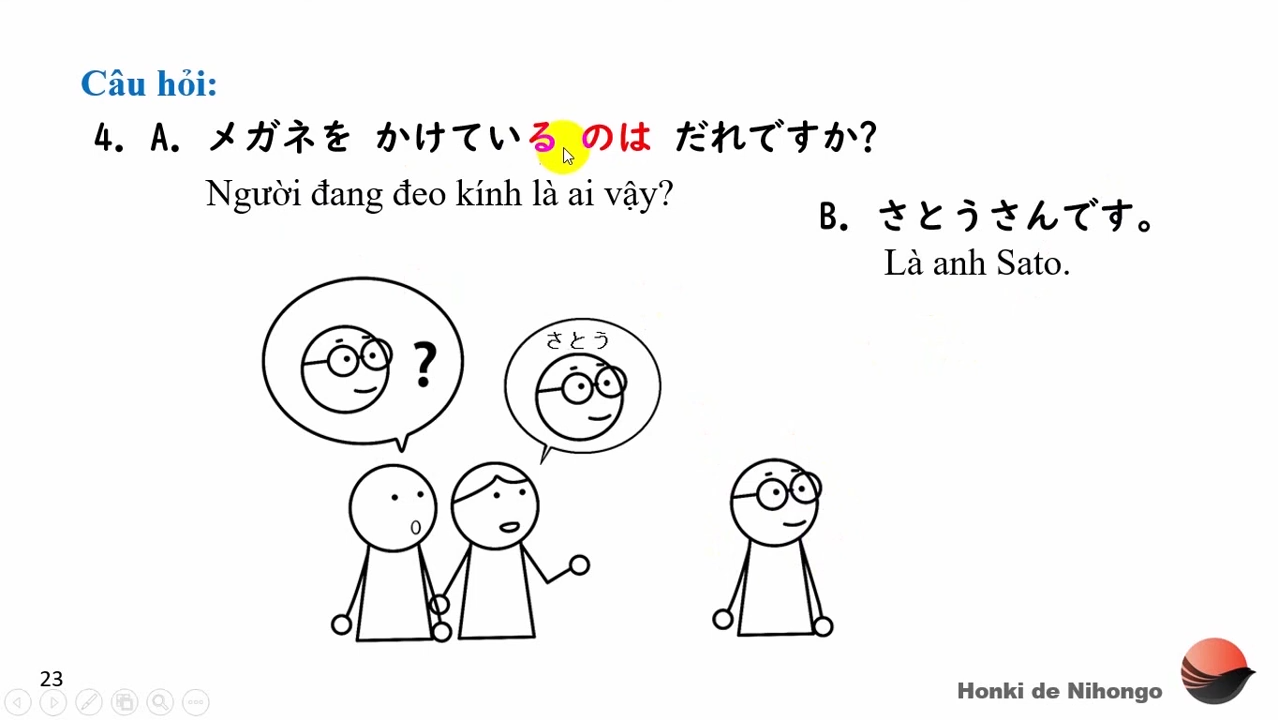 Câu hỏi:
4. A. メガネを かけている のは だれですか?
Người đang đeo kính là ai vậy?
B. さとうさんです。
Là anh Sato.
?
さとう
23
Honki de Nihongo